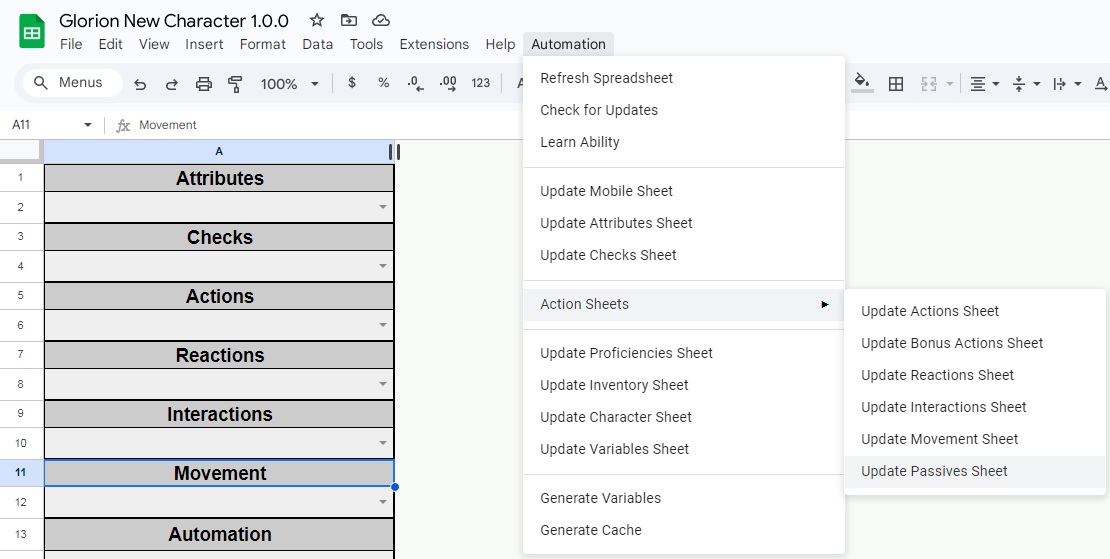 Glorion New Character 1.0.0
File Edit View Insert Format Data Tools Extensions Help Automation
Menus 100% $ % .0 .00 123 A A
A11 fx Movement
A
1 Attributes
2
3 Checks
4
5 Actions
6
7 Reactions
8
9 Interactions
10
11 Movement
12
13 Automation
Refresh Spreadsheet
Check for Updates
Learn Ability
Update Mobile Sheet
Update Attributes Sheet
Update Checks Sheet
Action Sheets
Update Proficiencies Sheet
Update Inventory Sheet
Update Character Sheet
Update Variables Sheet
Generate Variables
Generate Cache
Update Actions Sheet
Update Bonus Actions Sheet
Update Reactions Sheet
Update Interactions Sheet
Update Movement Sheet
Update Passives Sheet